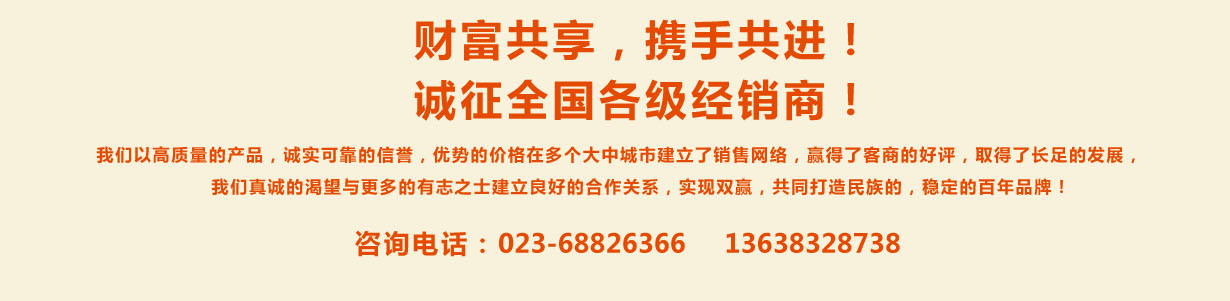 财富共享，携手共进！
诚征全国各级经销商！
我们以高质量的产品，诚实可靠的信誉，优势的价格在多个大中城市建立了销售网络，赢得了客商的好评，取得了长足的发展，
我们真诚的渴望与更多的有志之士建立良好的合作关系，实现双赢，共同打造民族的，稳定的百年品牌！
咨询电话：023-68826366 13638328738